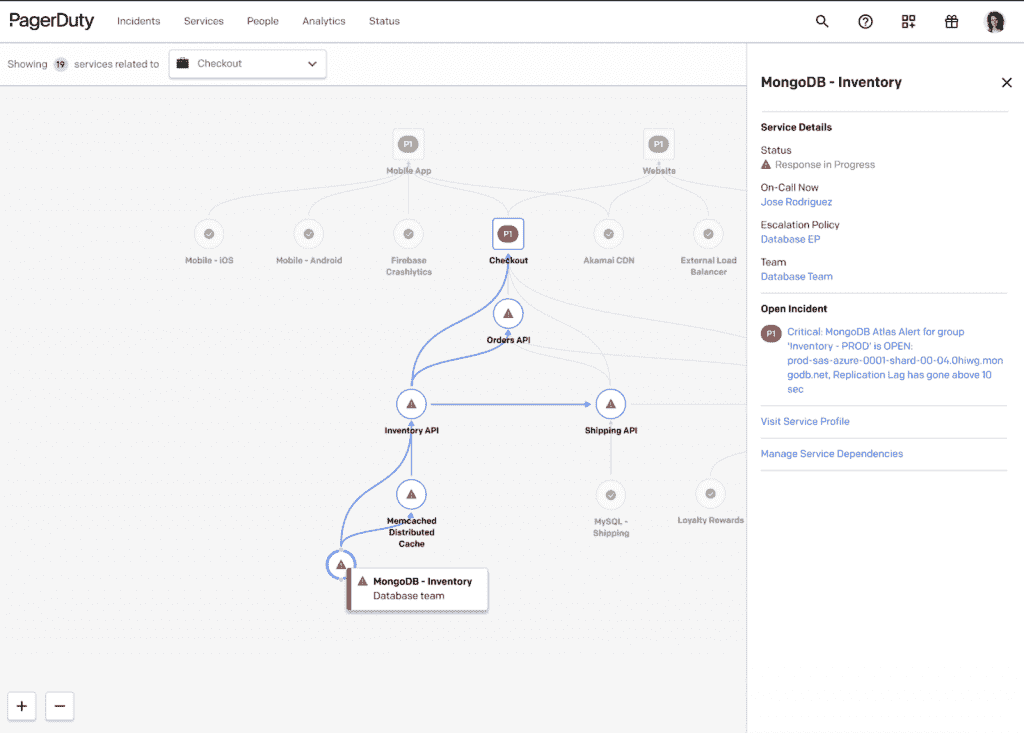 PagerDuty
Incidents
Services
People
Analytics
Status
Showing 19 services related to
Checkout
P1
Mobile App
P1
Website
Mobile - iOS
Mobile - Android
Firebase
Crashlytics
P1
Checkout
Akamai CDN
External Load
Balancer
Orders API
Inventory API
Shipping API
Memcached
Distributed
Cache
MySQL -
Shipping
Loyalty Rewards
MongoDB - Inventory
Database team
MongoDB - Inventory
Service Details
Status
Response in Progress
On-Call Now
Jose Rodriguez
Escalation Policy
Database EP
Team
Database Team
Open Incident
P1
Critical: MongoDB Atlas Alert for group
'Inventory - PROD' is OPEN:
prod-sas-azure-0001-shard-00-04.0hiwg.mon
godb.net, Replication Lag has gone above 10
sec
Visit Service Profile
Manage Service Dependencies